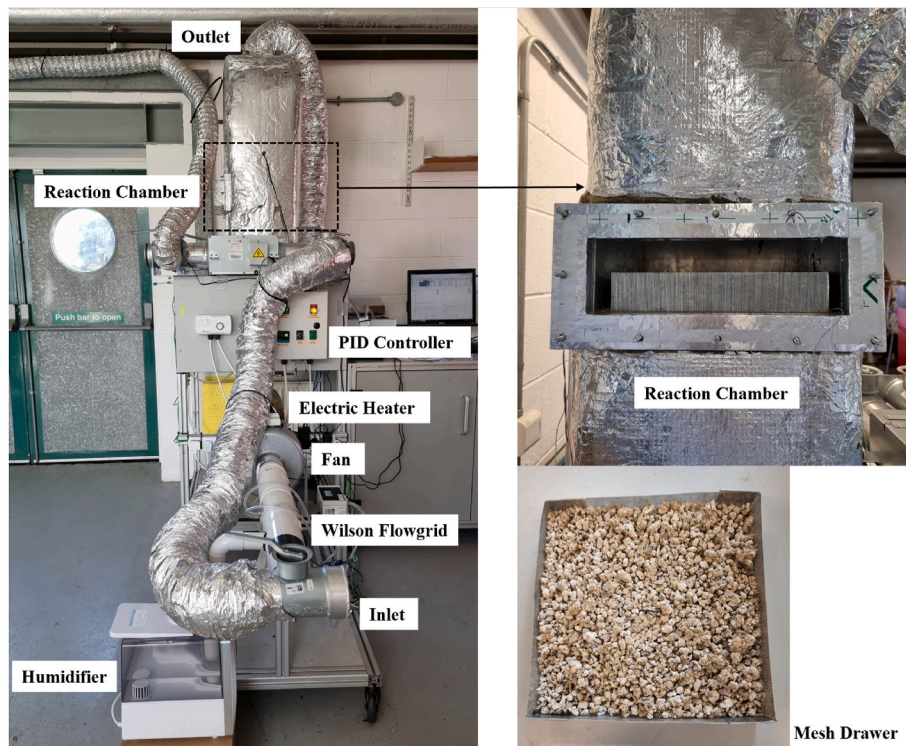 Outlet
Reaction Chamber
Push bar to open
PID Controller
Electric Heater
Fan
Wilson Flowgrid
Inlet
Humidifier
Reaction Chamber
Mesh Drawer